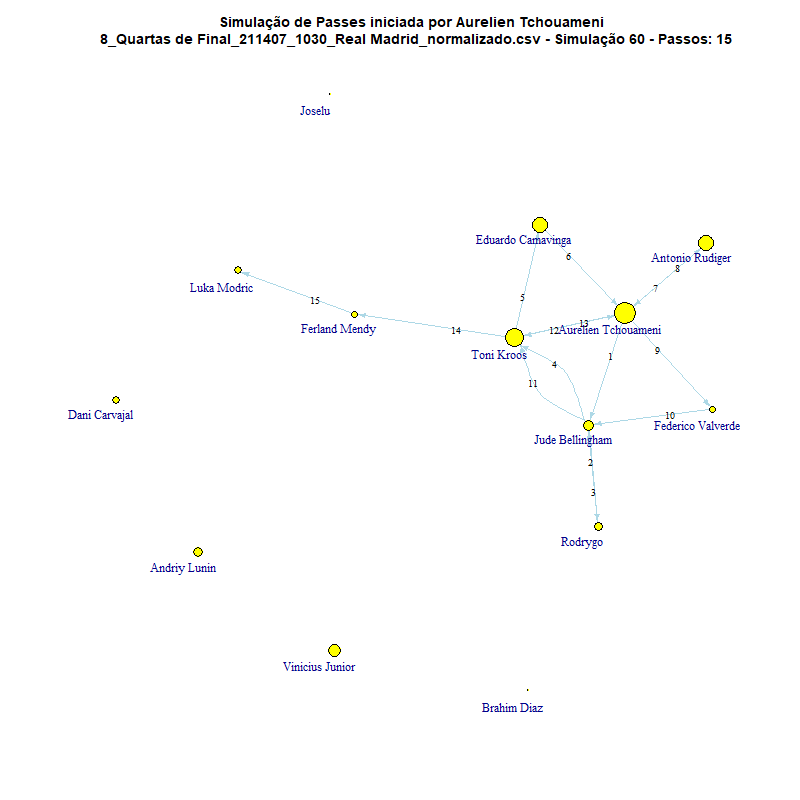 Simulação de Passes iniciada por Aurelien Tchouameni
8_Quartas de Final_211407_1030_Real Madrid_normalizado.csv - Simulação 60 - Passos: 15
Joselu
Eduardo Camavinga
Antonio Rudiger
6
8
Luka Modric
7
5
15
Ferland Mendy
14
12
13
Aurelien Tchouameni
Toni Kroos
9
1
4
11
Dani Carvajal
10
Federico Valverde
Jude Bellingham
2
3
Rodrygo
Andriy Lunin
Vinicius Junior
Brahim Diaz